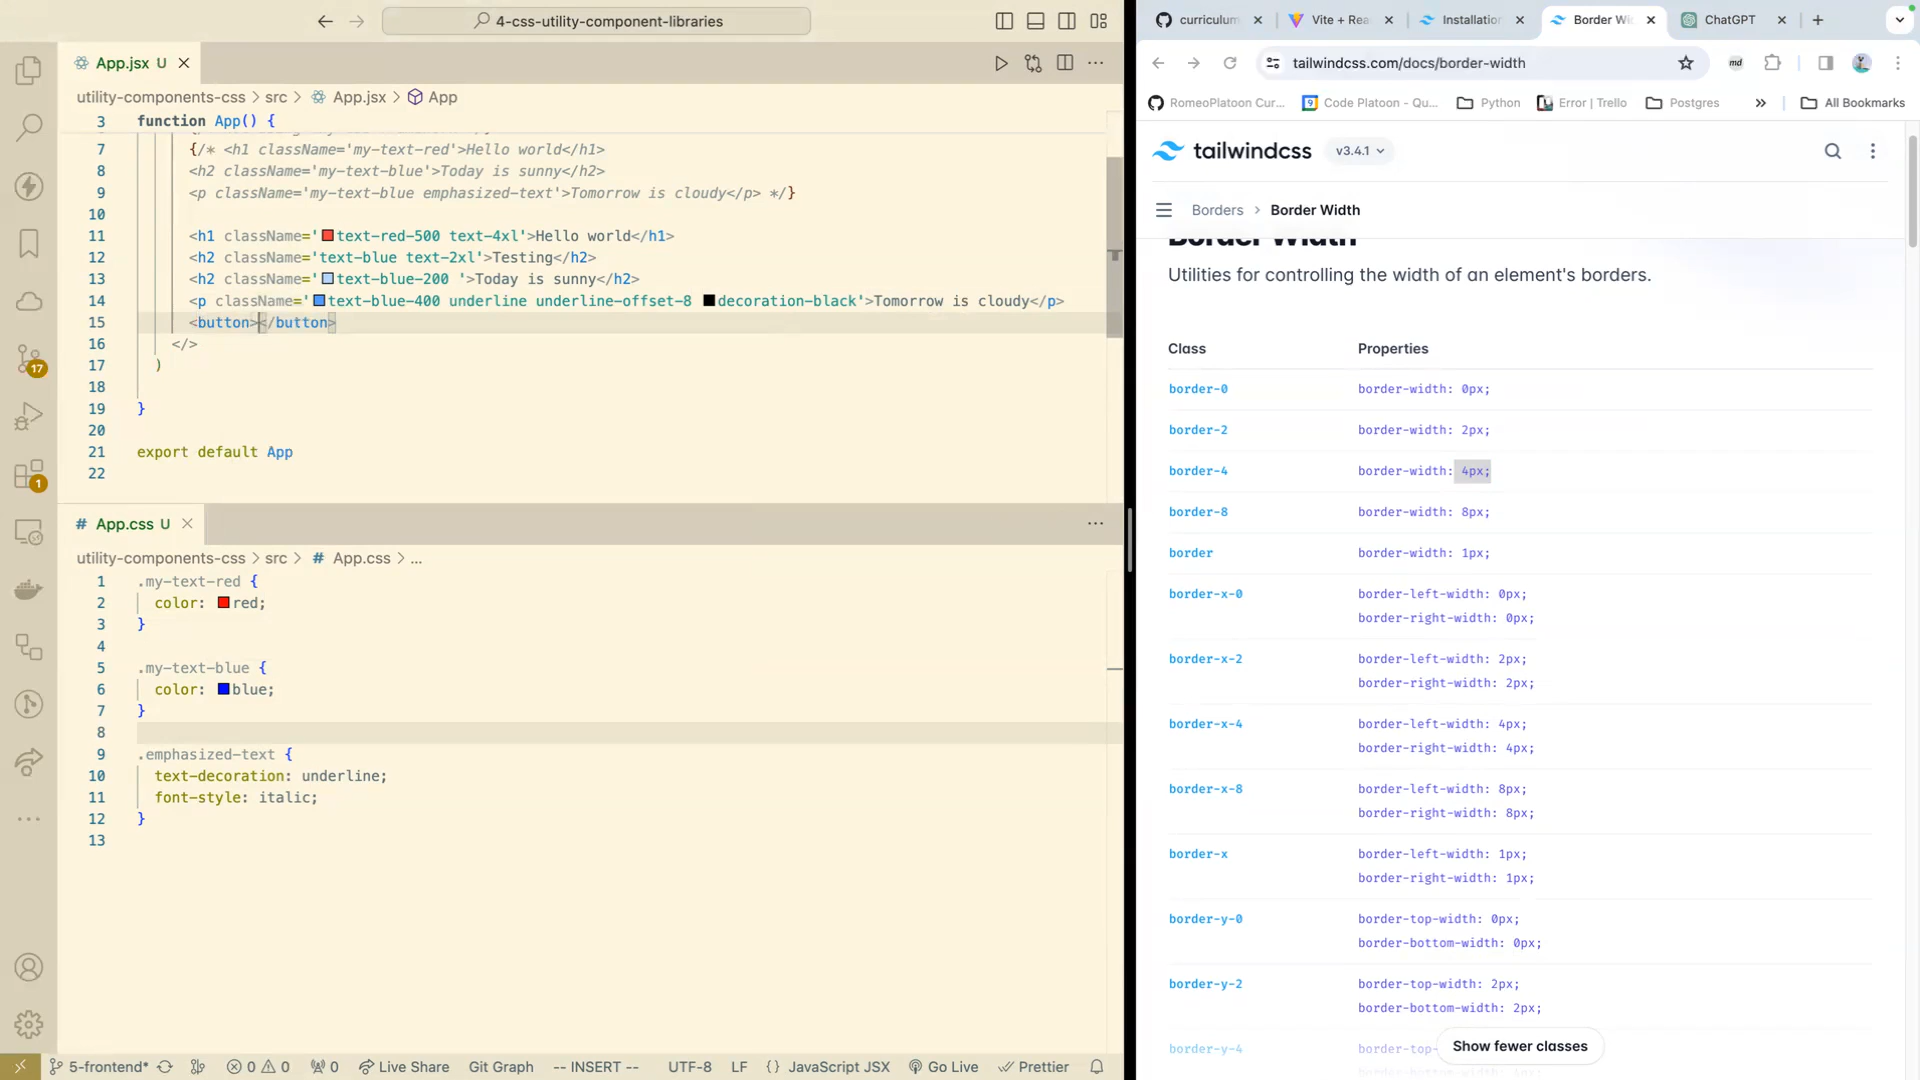 4-css-utility-component-libraries
App.jsx U
utility-components-css > src > App.jsx > App
3 function App() {
7 {/* <h1 className='my-text-red'>Hello world</h1>
8 <h2 className='my-text-blue'>Today is sunny</h2>
9 <p className='my-text-blue emphasized-text'>Tomorrow is cloudy</p> */}
10
11 <h1 className='text-red-500 text-4xl'>Hello world</h1>
12 <h2 className='text-blue text-2xl'>Testing</h2>
13 <h2 className='text-blue-200 '>Today is sunny</h2>
14 <p className='text-blue-400 underline underline-offset-8 decoration-black'>Tomorrow is cloudy</p>
15 <button></button>
16 </>
17 )
18
19 }
20
21 export default App
22
17
1
App.css U
utility-components-css > src > # App.css > ...
1 .my-text-red {
2 color: red;
3 }
4
5 .my-text-blue {
6 color: blue;
7 }
8
9 .emphasized-text {
10 text-decoration: underline;
11 font-style: italic;
12 }
13
5-frontend* 0 0 0 Live Share Git Graph -- INSERT -- UTF-8 LF {} JavaScript JSX Go Live Prettier
curriculum Vite + Rea Installatio Border Wi ChatGPT
tailwindcss.com/docs/border-width
md
RomeoPlatoon Cur... Code Platoon - Qu... Python Error | Trello Postgres » All Bookmarks
tailwindcss v3.4.1
Borders > Border Width
Border Width
Utilities for controlling the width of an element's borders.
Class Properties
border-0 border-width: 0px;
border-2 border-width: 2px;
border-4 border-width: 4px;
border-8 border-width: 8px;
border border-width: 1px;
border-x-0 border-left-width: 0px;
border-right-width: 0px;
border-x-2 border-left-width: 2px;
border-right-width: 2px;
border-x-4 border-left-width: 4px;
border-right-width: 4px;
border-x-8 border-left-width: 8px;
border-right-width: 8px;
border-x border-left-width: 1px;
border-right-width: 1px;
border-y-0 border-top-width: 0px;
border-bottom-width: 0px;
border-y-2 border-top-width: 2px;
border-bottom-width: 2px;
border-y-4 border-top-
Show fewer classes